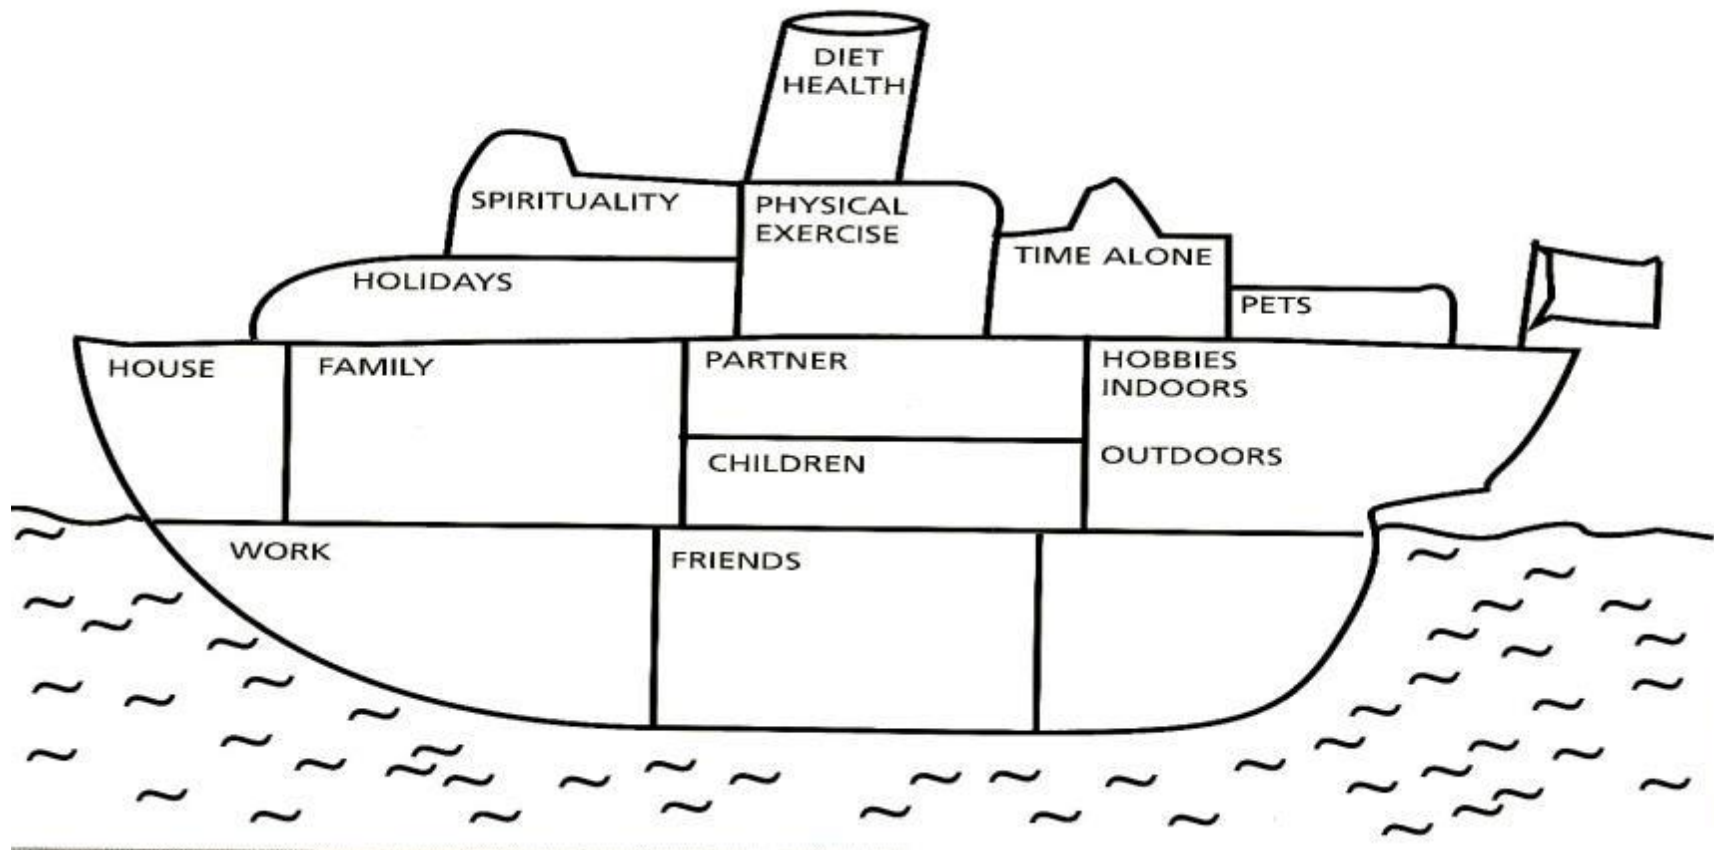 DIET
HEALTH
SPIRITUALITY
PHYSICAL
EXERCISE
HOLIDAYS
TIME ALONE
PETS
HOUSE
FAMILY
PARTNER
HOBBIES
INDOORS
CHILDREN
OUTDOORS
WORK
FRIENDS